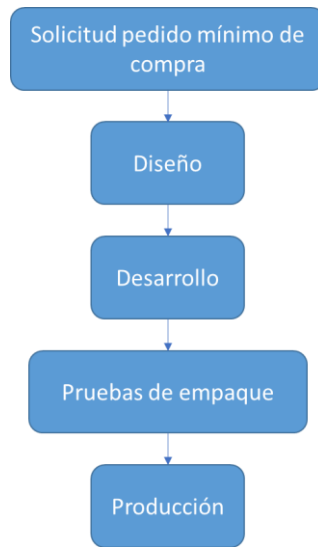 Solicitud pedido mínimo de
compra
Diseño
Desarrollo
Pruebas de empaque
Producción